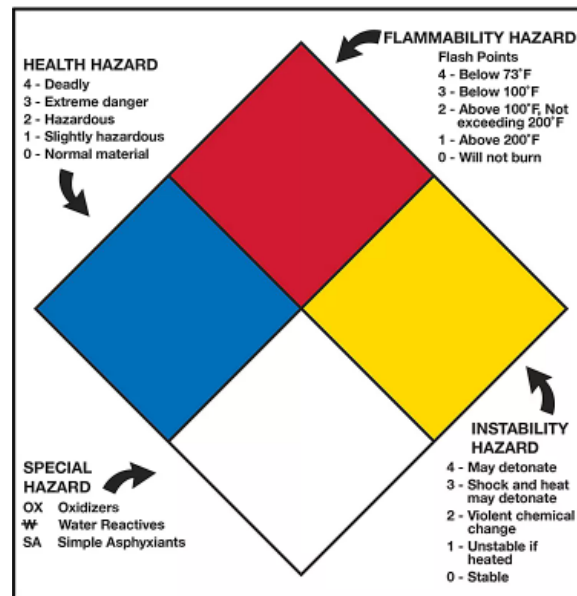 HEALTH HAZARD
4 - Deadly
3 - Extreme danger
2 - Hazardous
1 - Slightly hazardous
0 - Normal material
FLAMMABILITY HAZARD
Flash Points
4 - Below 73°F
3 - Below 100°F
2 - Above 100°F, Not
exceeding 200°F
1 - Above 200°F
0 - Will not burn
SPECIAL
HAZARD
OX Oxidizers
W̶ Water Reactives
SA Simple Asphyxiants
INSTABILITY
HAZARD
4 - May detonate
3 - Shock and heat
may detonate
2 - Violent chemical
change
1 - Unstable if
heated
0 - Stable